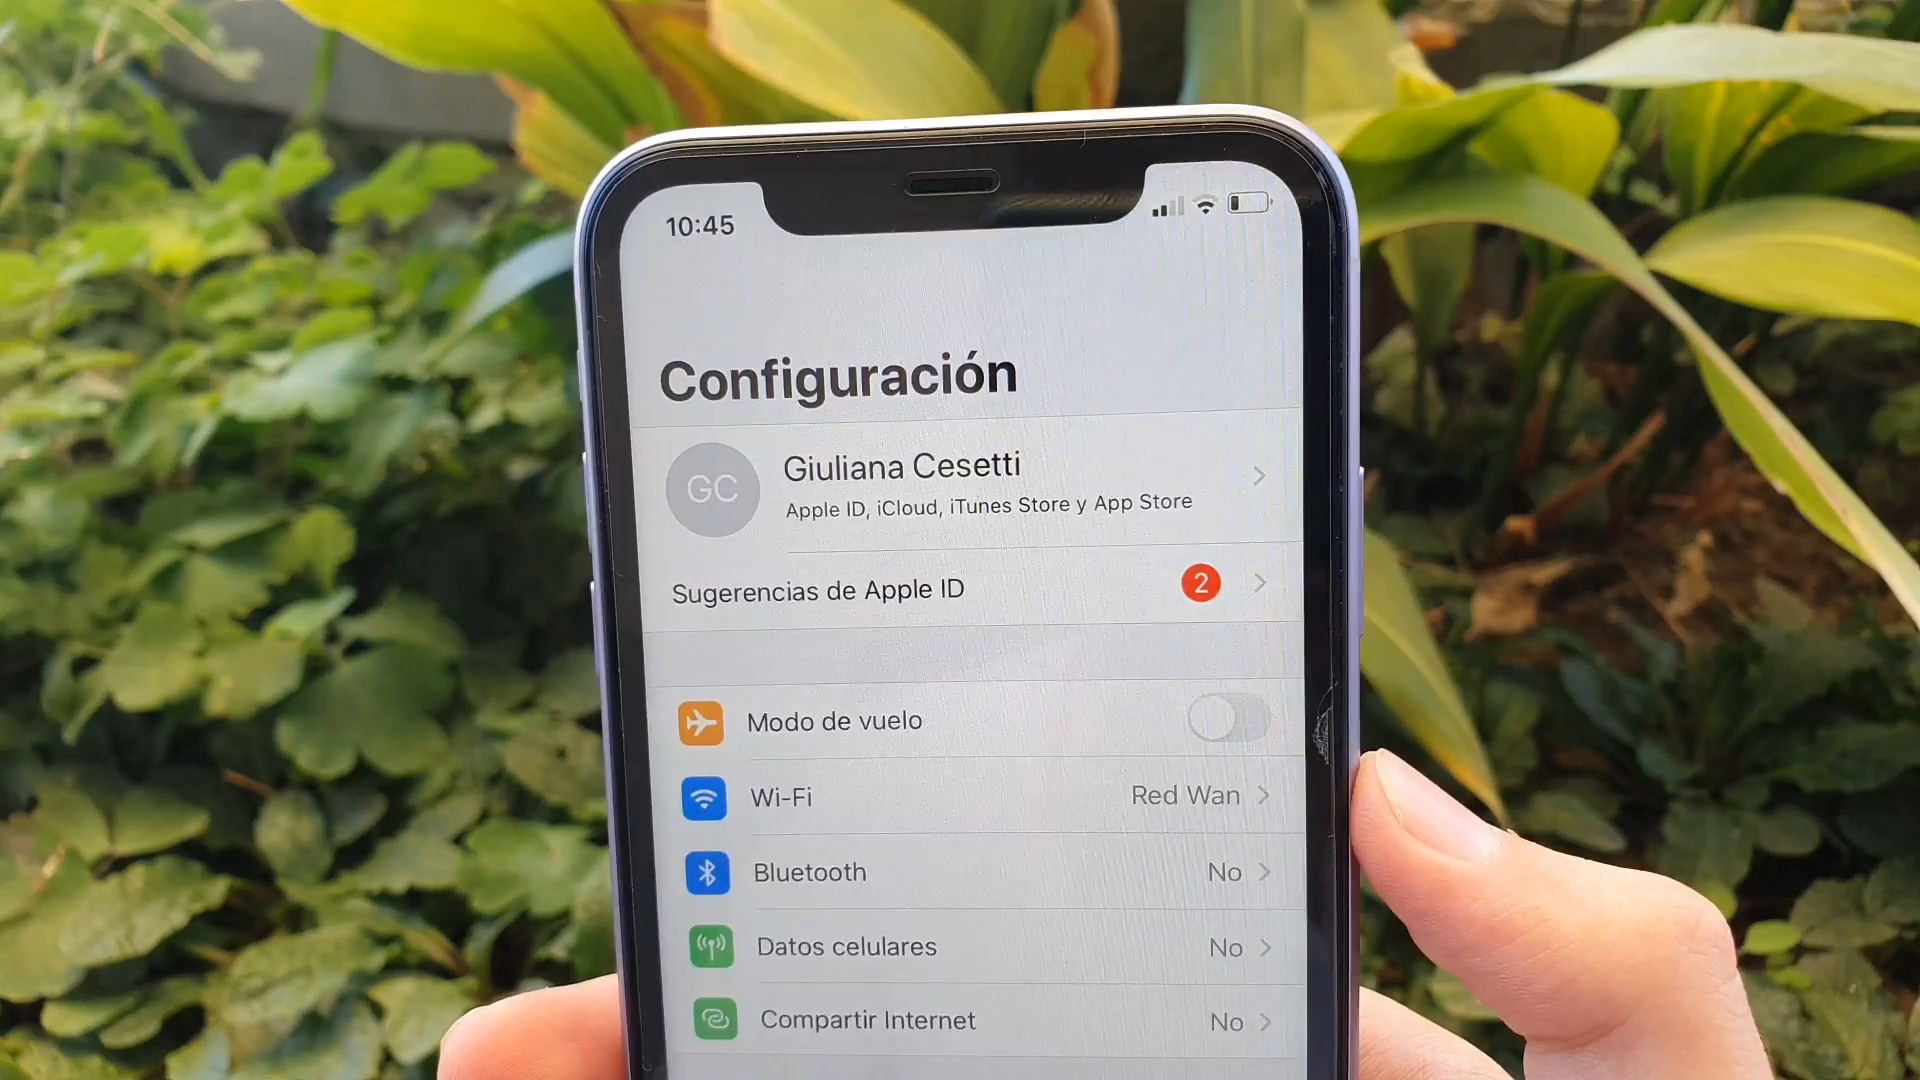 10:45
Configuración
GC
Giuliana Cesetti
Apple ID, iCloud, iTunes Store y App Store
Sugerencias de Apple ID 2
Modo de vuelo
Wi-Fi Red Wan
Bluetooth No
Datos celulares No
Compartir Internet No